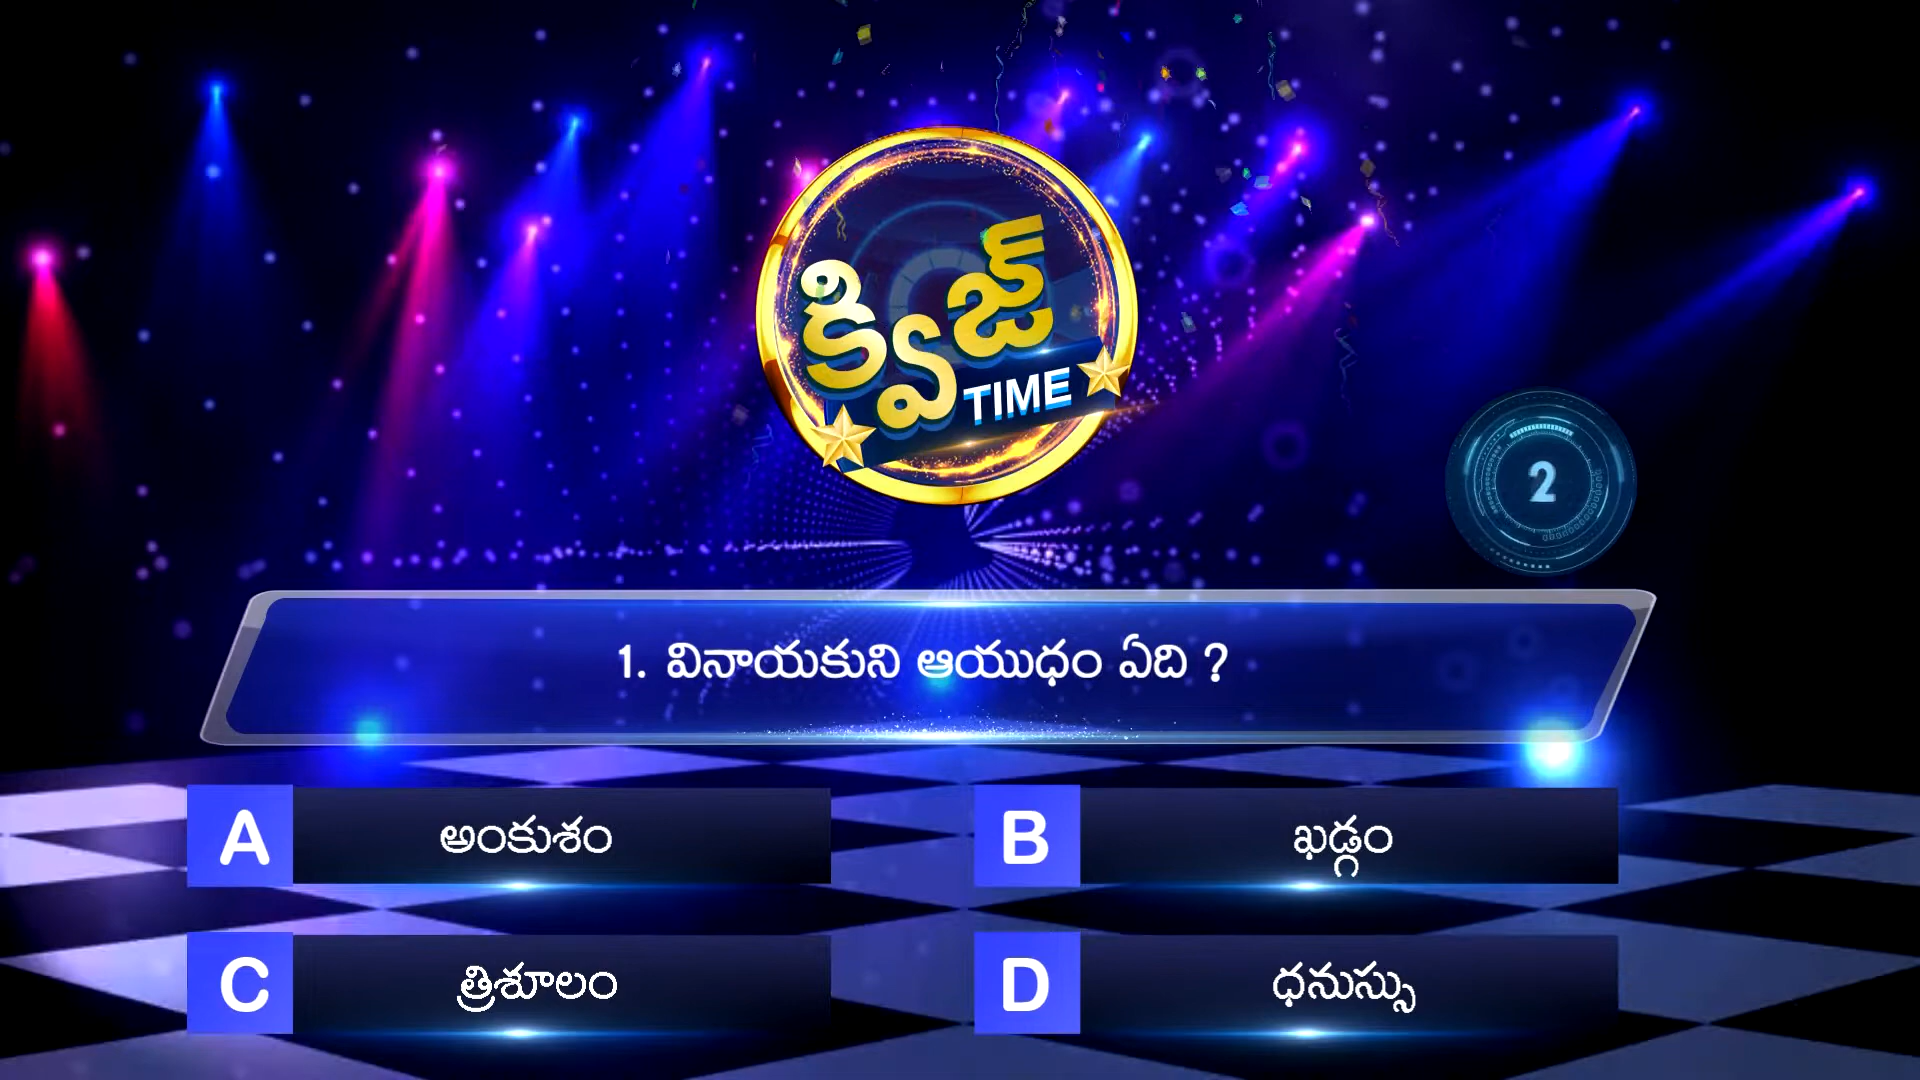 క్విజ్
TIME
2
1. వినాయకుని ఆయుధం ఏది ?
A అంకుశం
B ఖడ్గం
C త్రిశూలం
D ధనుస్సు